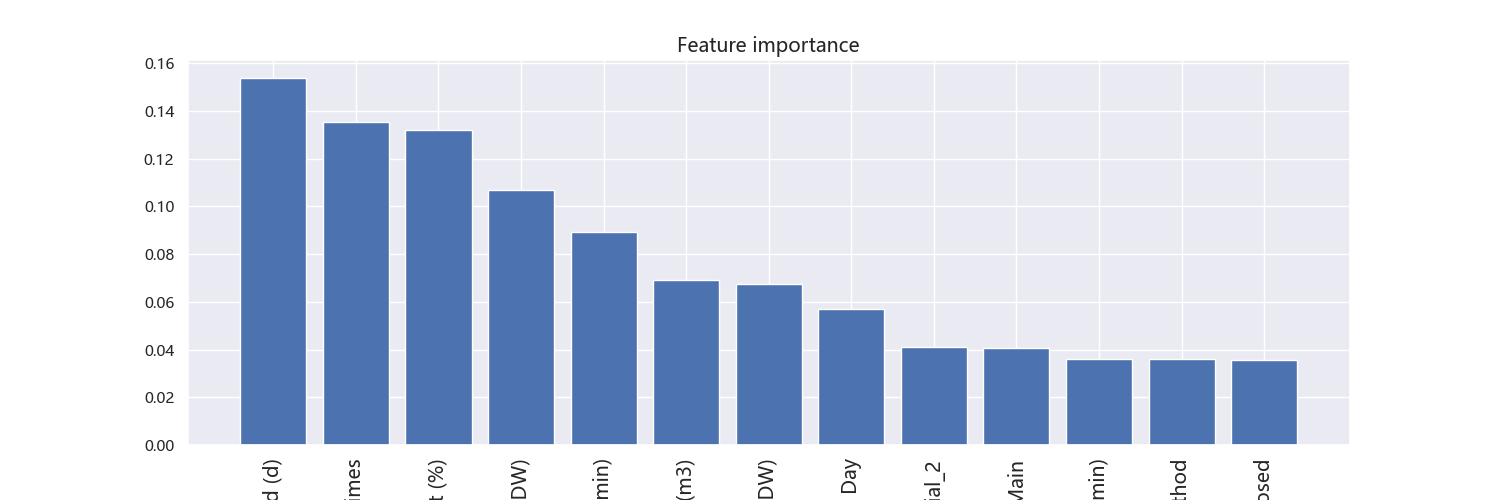 Feature importance
0.16
0.14
0.12
0.10
0.08
0.06
0.04
0.02
0.00
d (d)
imes
t (%)
DW)
min)
(m3)
DW)
Day
ial_2
Main
min)
thod
osed